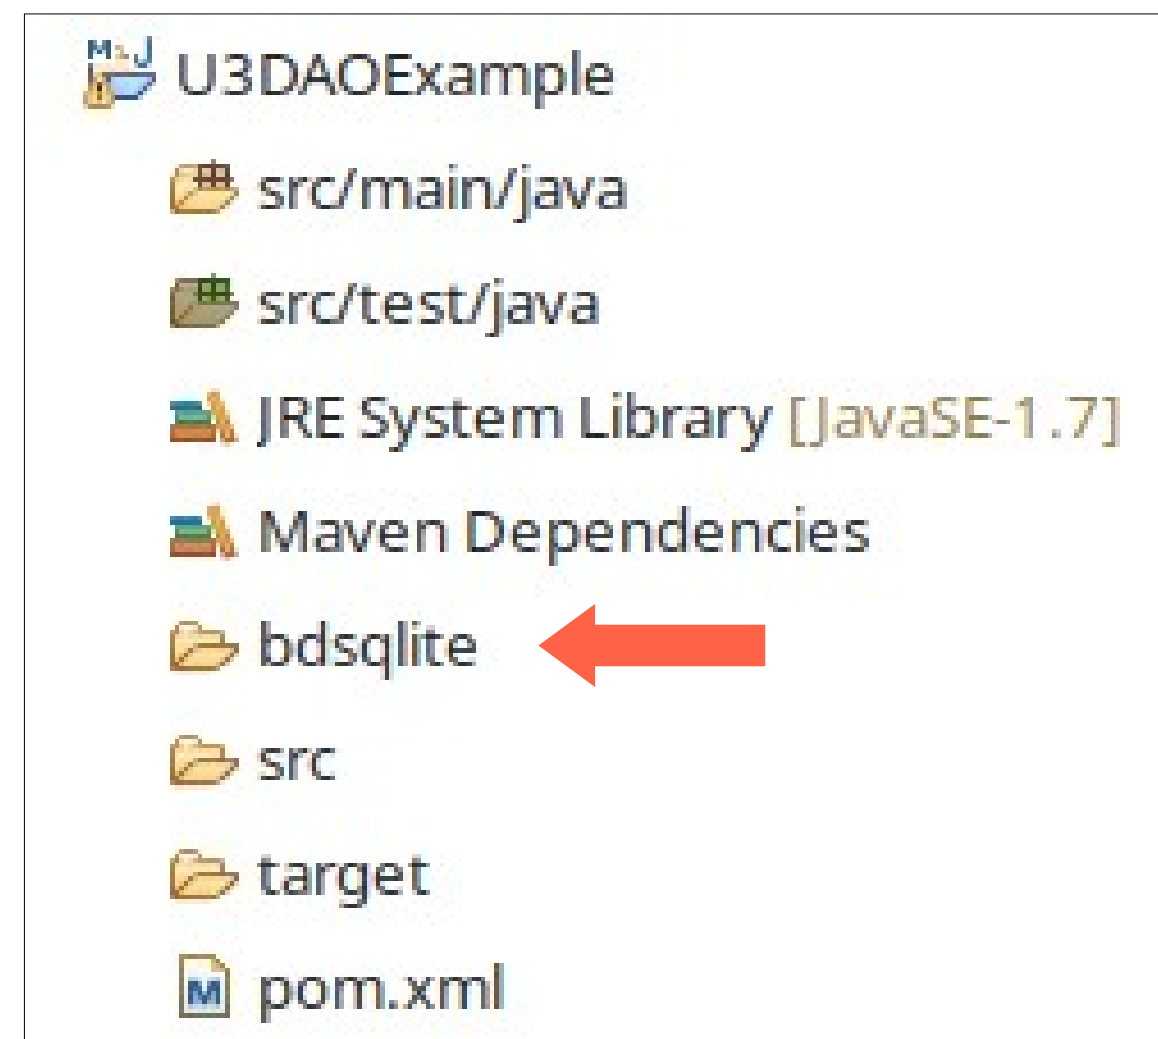 U3DAOExample
src/main/java
src/test/java
JRE System Library [JavaSE-1.7]
Maven Dependencies
bdsqlite
src
target
pom.xml